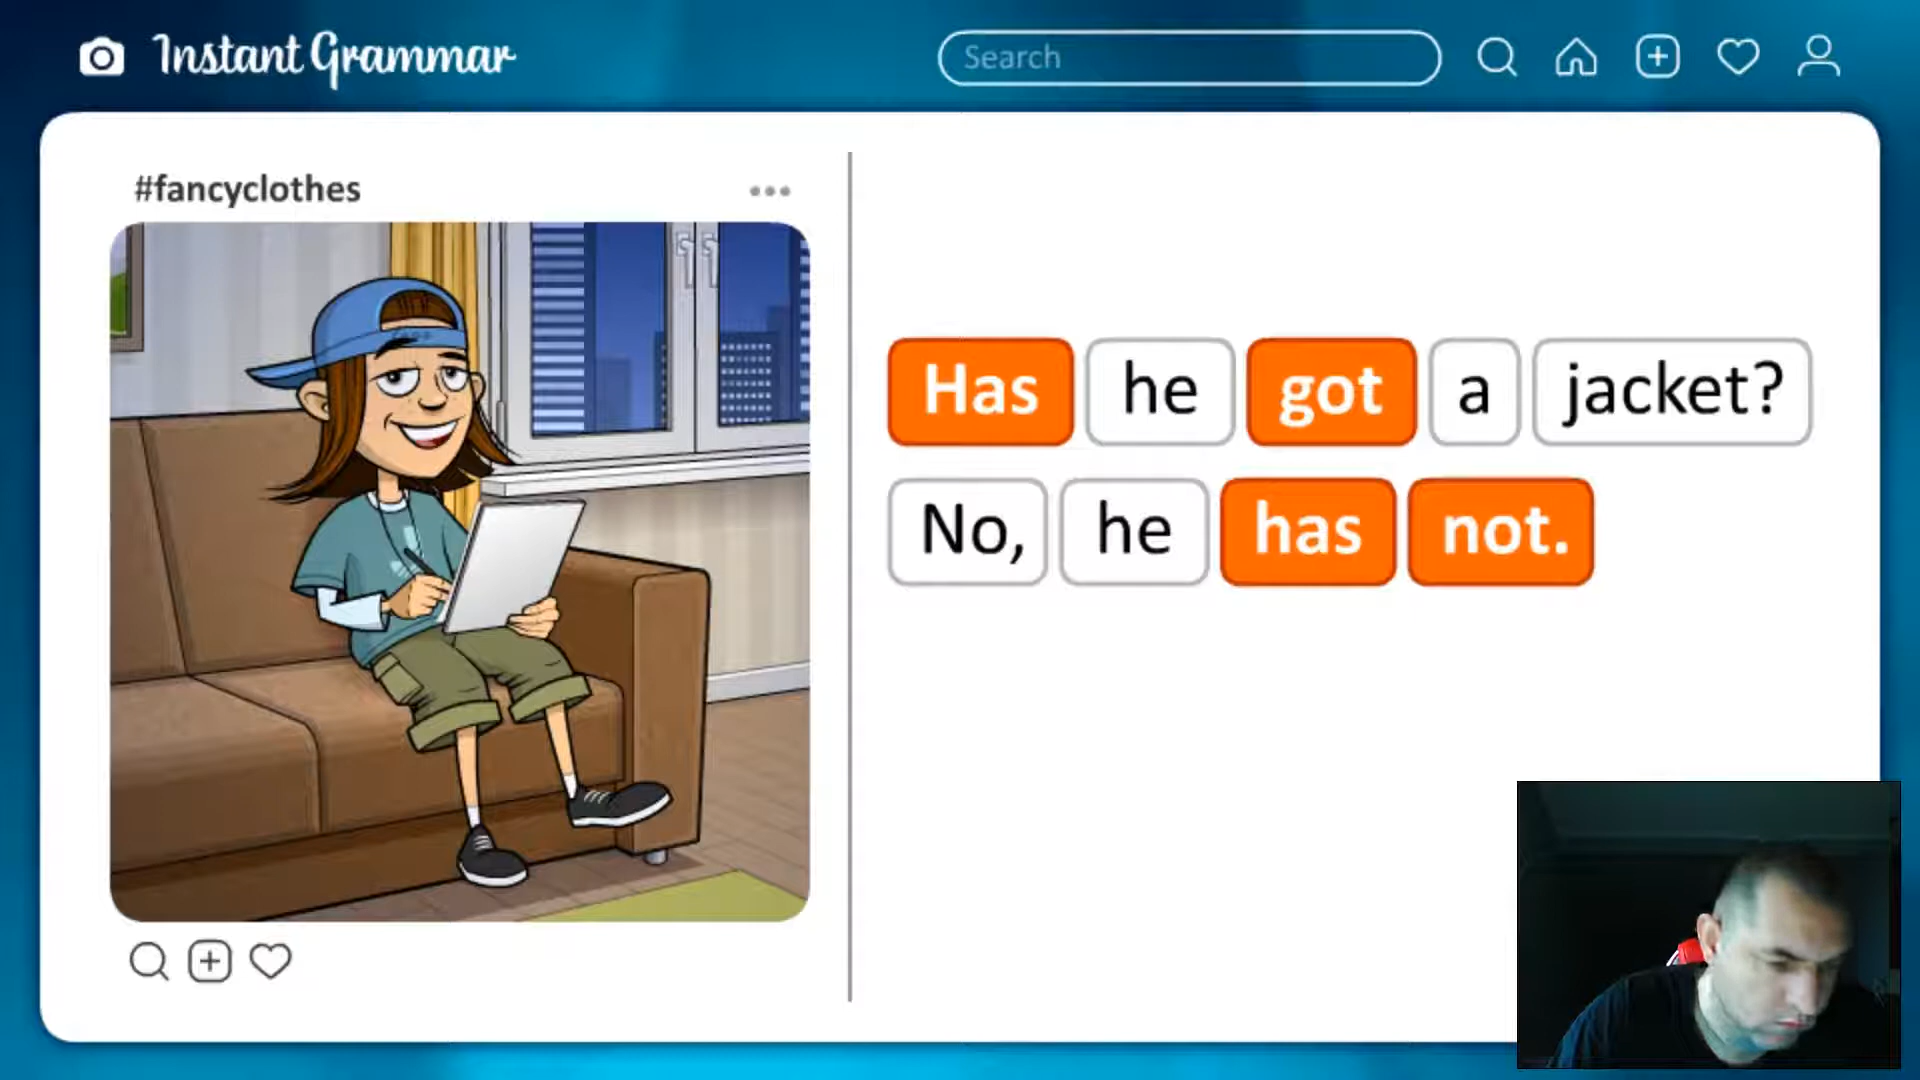 Instant Grammar
Search
#fancyclothes
Has he got a jacket?
No, he has not.